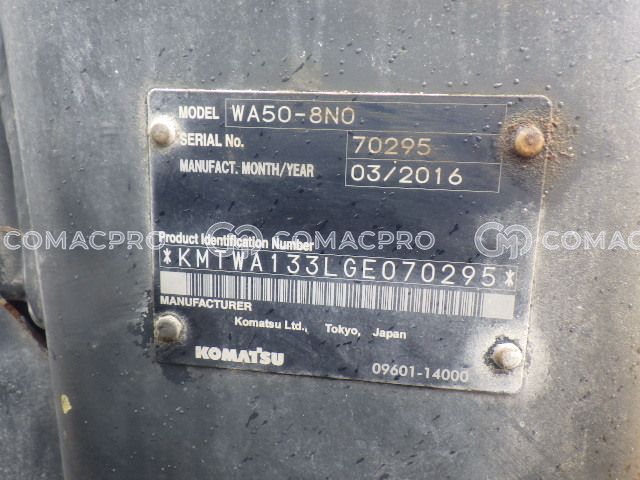 MODEL WA50-8N0
SERIAL No. 70295
MANUFACT. MONTH/YEAR 03/2016
COMACPRO COMACPRO COMACPRO
Product Identification Number
*KMTWA133LGE070295*
MANUFACTURER
Komatsu Ltd., Tokyo, Japan
KOMATSU
09601-14000